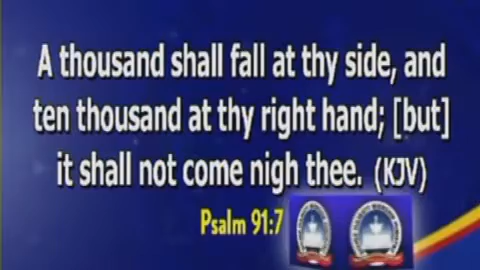 A thousand shall fall at thy side, and
ten thousand at thy right hand; [but]
it shall not come nigh thee. (KJV)
Psalm 91:7